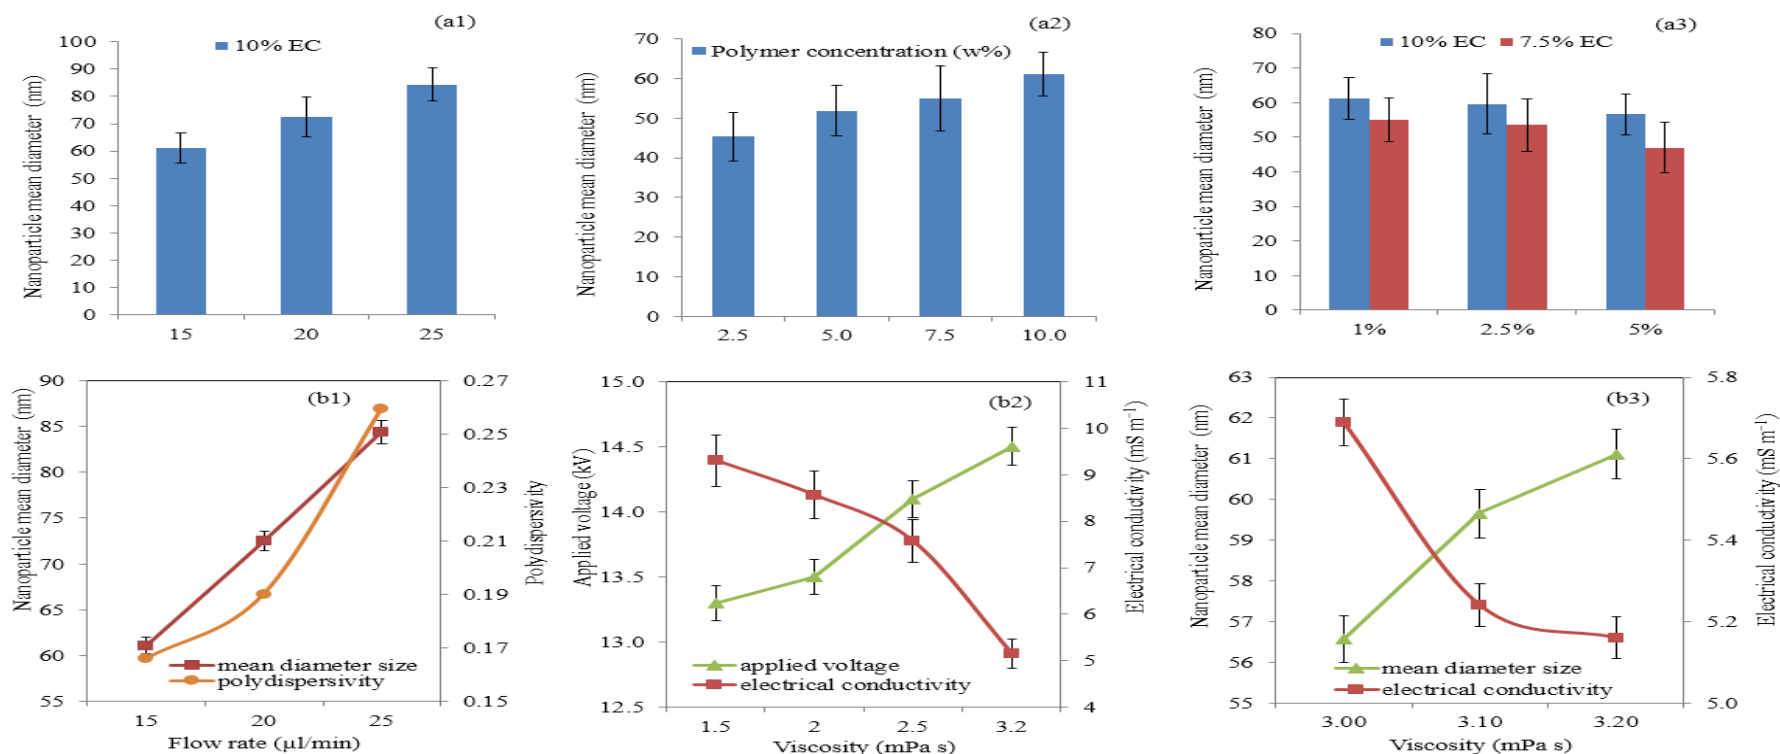 (a1)
10% EC
Nanoparticle mean diameter (nm)
100
90
80
70
60
50
40
30
20
10
0
15 20 25
(a2)
Polymer concentration (w%)
Nanoparticle mean diameter (nm)
70
60
50
40
30
20
10
0
2.5 5.0 7.5 10.0
(a3)
10% EC 7.5% EC
Nanoparticle mean diameter (nm)
80
70
60
50
40
30
20
10
0
1% 2.5% 5%
(b1)
Nanoparticle mean diameter (nm)
90
85
80
75
70
65
60
55
0.27
0.25
0.23
0.21
0.19
0.17
0.15
Polydispersivity
mean diameter size
polydispersivity
15 20 25
Flow rate (µl/min)
(b2)
Applied voltage (kV)
15.0
14.5
14.0
13.5
13.0
12.5
11
10
9
8
7
6
5
4
Electrical conductivity (mS m⁻¹)
applied voltage
electrical conductivity
1.5 2 2.5 3.2
Viscosity (mPa s)
(b3)
Nanoparticle mean diameter (nm)
63
62
61
60
59
58
57
56
55
5.8
5.6
5.4
5.2
5.0
Electrical conductivity (mS m⁻¹)
mean diameter size
electrical conductivity
3.00 3.10 3.20
Viscosity (mPa s)